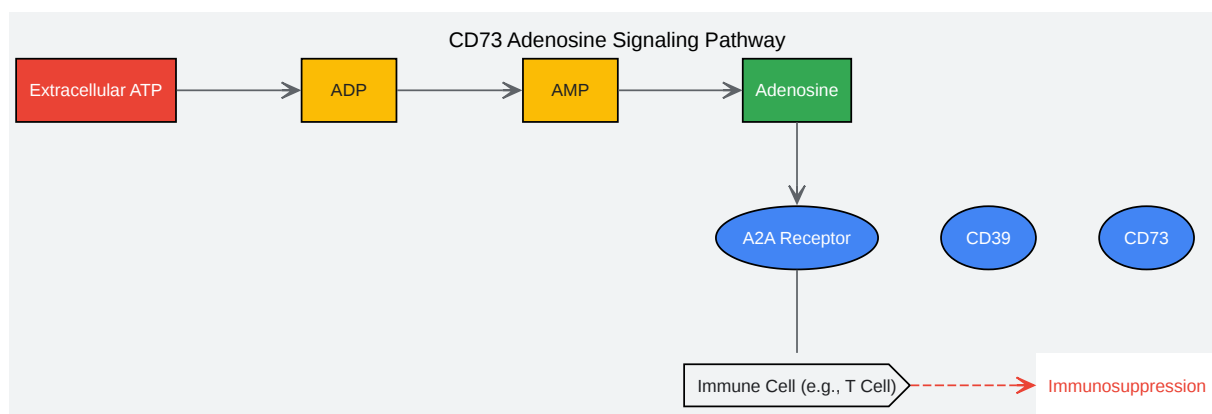 CD73 Adenosine Signaling Pathway
Extracellular ATP
ADP
AMP
Adenosine
A2A Receptor
CD39
CD73
Immune Cell (e.g., T Cell)
Immunosuppression